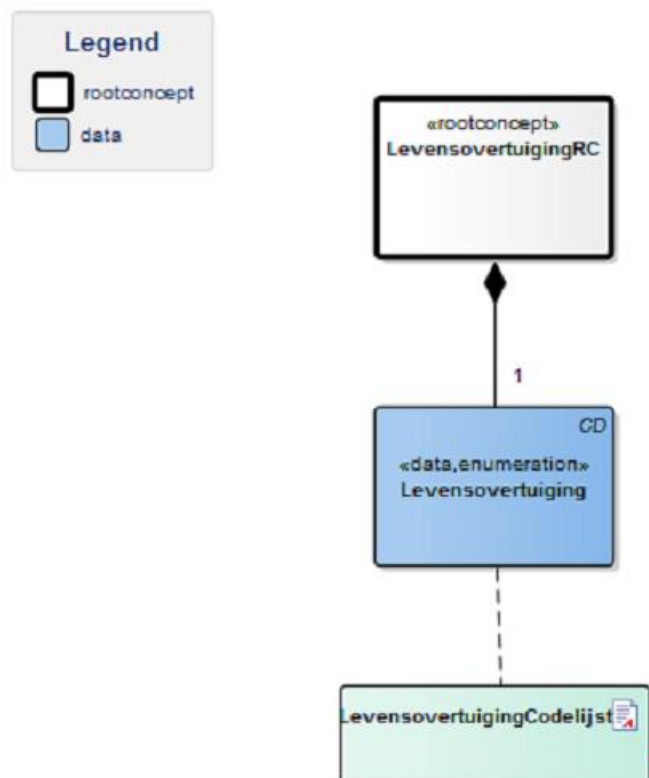 Legend
rootconcept
data
«rootconcept»
LevensovertuigingRC
1
CD
«data,enumeration»
Levensovertuiging
LevensovertuigingCodelijst